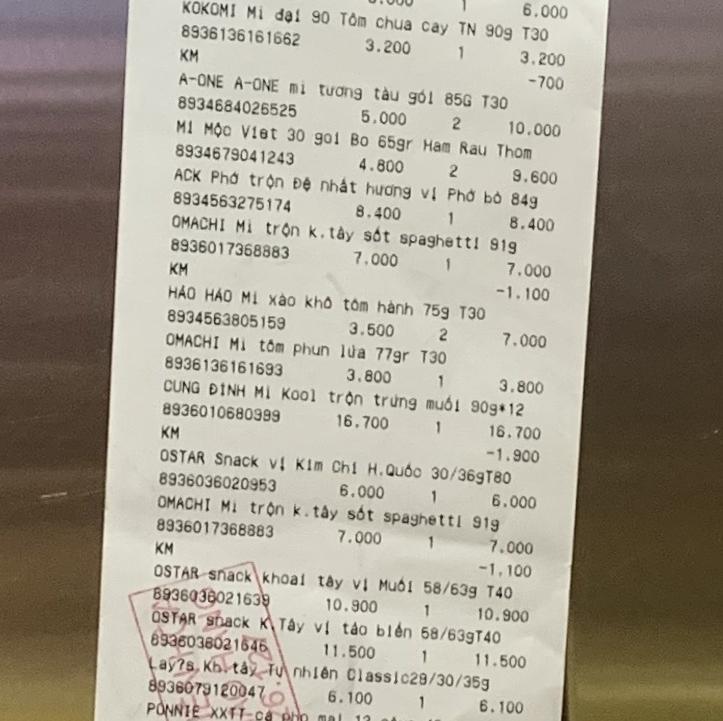 1 6.000
KOKOMI Mì đại 90 Tôm chua cay TN 90g T30
8936136161662 3.200 1 3.200
KM -700
A-ONE A-ONE mì tương tàu gói 85G T30
8934684026525 5.000 2 10.000
Mì Mộc Việt 30 gói Bo 65gr Ham Rau Thom
8934679041243 4.800 2 9.600
ACK Phở trộn Đệ nhất hương vị Phở bò 84g
8934563275174 8.400 1 8.400
OMACHI Mì trộn k.tây sốt spaghetti 91g
8936017368883 7.000 1 7.000
KM -1.100
HẢO HẢO Mì xào khô tôm hành 75g T30
8934563805159 3.500 2 7.000
OMACHI Mì tôm phun lửa 77gr T30
8936136161693 3.800 1 3.800
CUNG ĐÌNH Mì Kool trộn trứng muối 90g*12
8936010680999 16.700 1 16.700
KM -1.900
OSTAR Snack vị Kim Chi H.Quốc 30/36gT80
8936036020953 6.000 1 6.000
OMACHI Mì trộn k.tây sốt spaghetti 91g
8936017368883 7.000 1 7.000
KM -1.100
OSTAR snack khoai tây vị Muối 58/63g T40
8936036021639 10.900 1 10.900
OSTAR snack K.Tây vị tảo biển 58/63gT40
8936036021646 11.500 1 11.500
Lay?s Kh.tây Tự nhiên Classic29/30/35g
8936079120047 6.100 1 6.100
PONNIE XXTT